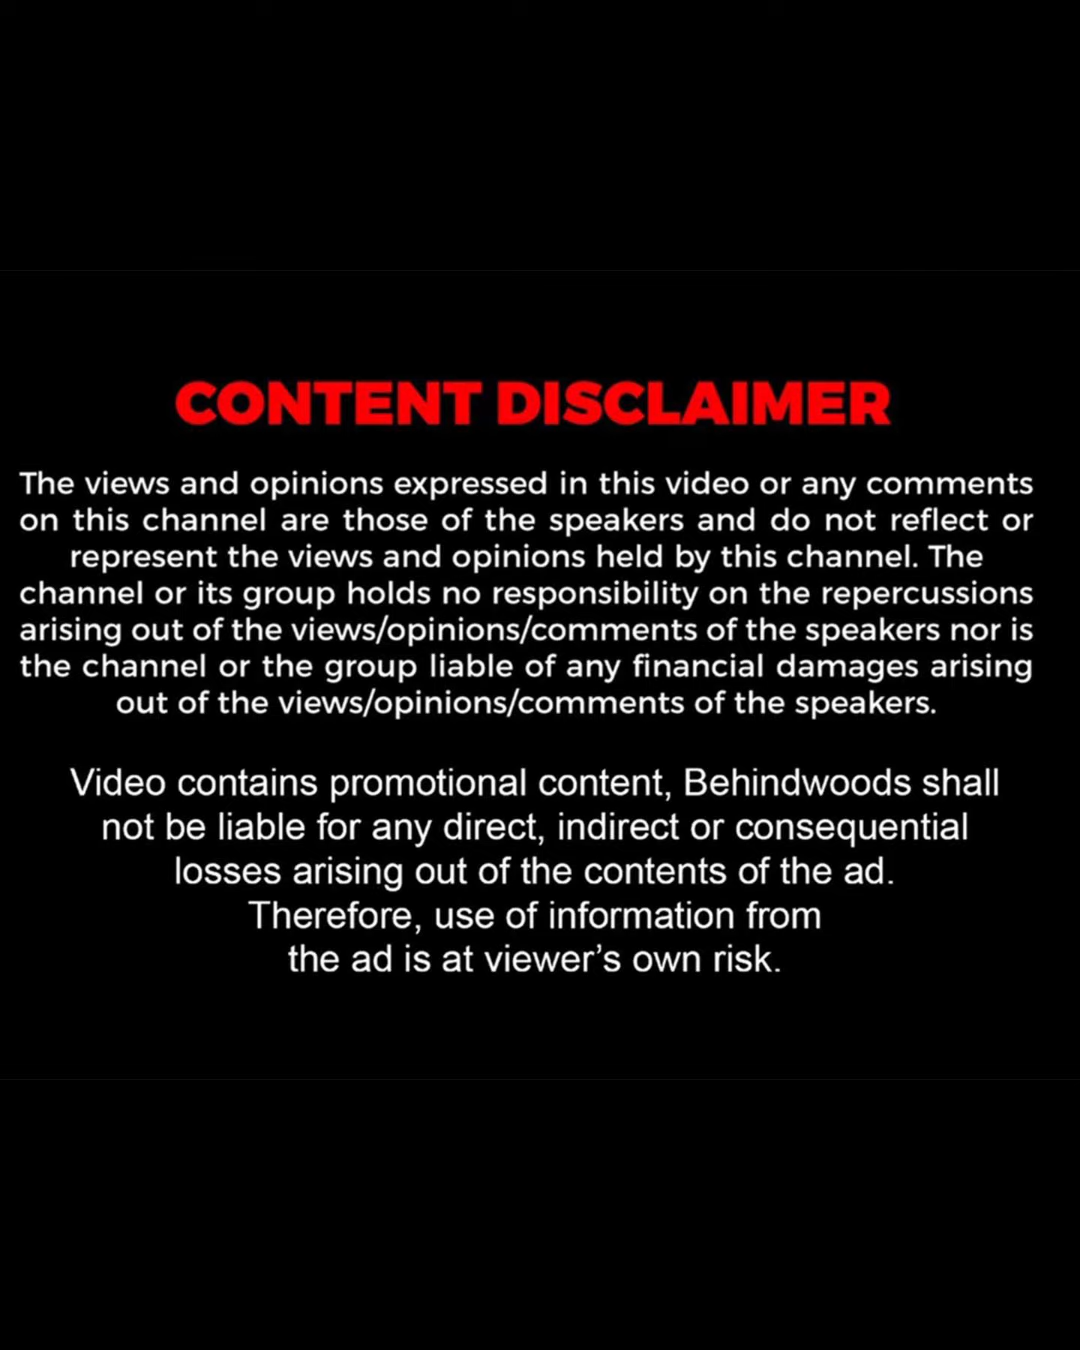 CONTENT DISCLAIMER
The views and opinions expressed in this video or any comments
on this channel are those of the speakers and do not reflect or
represent the views and opinions held by this channel. The
channel or its group holds no responsibility on the repercussions
arising out of the views/opinions/comments of the speakers nor is
the channel or the group liable of any financial damages arising
out of the views/opinions/comments of the speakers.
Video contains promotional content, Behindwoods shall
not be liable for any direct, indirect or consequential
losses arising out of the contents of the ad.
Therefore, use of information from
the ad is at viewer’s own risk.